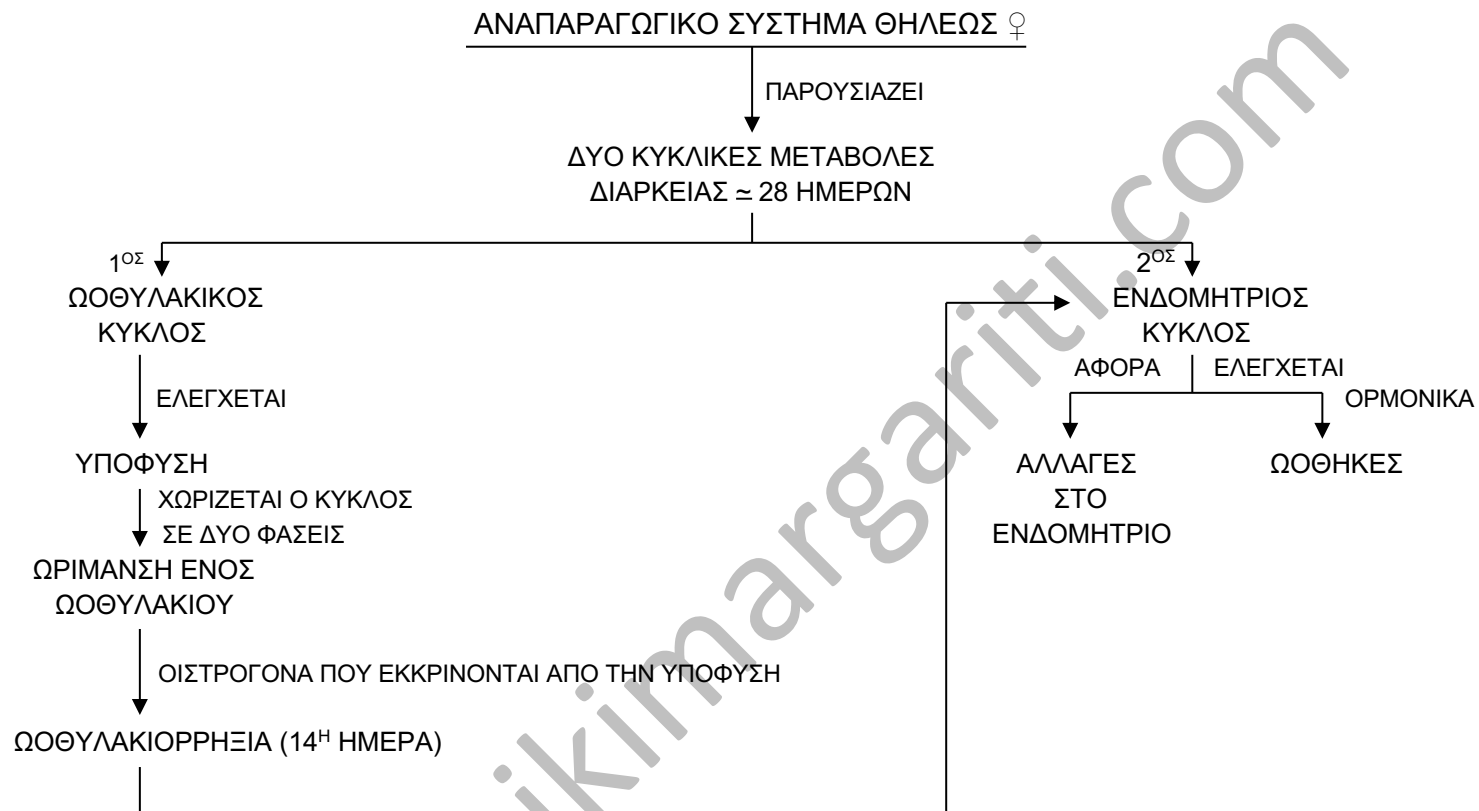 ΑΝΑΠΑΡΑΓΩΓΙΚΟ ΣΥΣΤΗΜΑ ΘΗΛΕΩΣ ♀
ΠΑΡΟΥΣΙΑΖΕΙ
ΔΥΟ ΚΥΚΛΙΚΕΣ ΜΕΤΑΒΟΛΕΣ
ΔΙΑΡΚΕΙΑΣ ≃ 28 ΗΜΕΡΩΝ
1ΟΣ
ΩΟΘΥΛΑΚΙΚΟΣ
ΚΥΚΛΟΣ
ΕΛΕΓΧΕΤΑΙ
ΥΠΟΦΥΣΗ
ΧΩΡΙΖΕΤΑΙ Ο ΚΥΚΛΟΣ
ΣΕ ΔΥΟ ΦΑΣΕΙΣ
ΩΡΙΜΑΝΣΗ ΕΝΟΣ
ΩΟΘΥΛΑΚΙΟΥ
ΟΙΣΤΡΟΓΟΝΑ ΠΟΥ ΕΚΚΡΙΝΟΝΤΑΙ ΑΠΟ ΤΗΝ ΥΠΟΦΥΣΗ
ΩΟΘΥΛΑΚΙΟΡΡΗΞΙΑ (14Η ΗΜΕΡΑ)
2ΟΣ
ΕΝΔΟΜΗΤΡΙΟΣ
ΚΥΚΛΟΣ
ΑΦΟΡΑ
ΕΛΕΓΧΕΤΑΙ
ΟΡΜΟΝΙΚΑ
ΑΛΛΑΓΕΣ
ΣΤΟ
ΕΝΔΟΜΗΤΡΙΟ
ΩΟΘΗΚΕΣ
ikimargariti.com